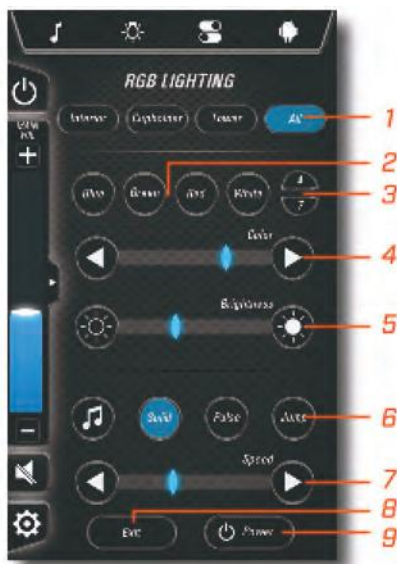 RGB LIGHTING
Interior Cupholder Tower All 1
2
Blue Green Red White 3
Color
4
Brightness
5
Solid Pulse Jump 6
Speed
7
8
Exit Power 9